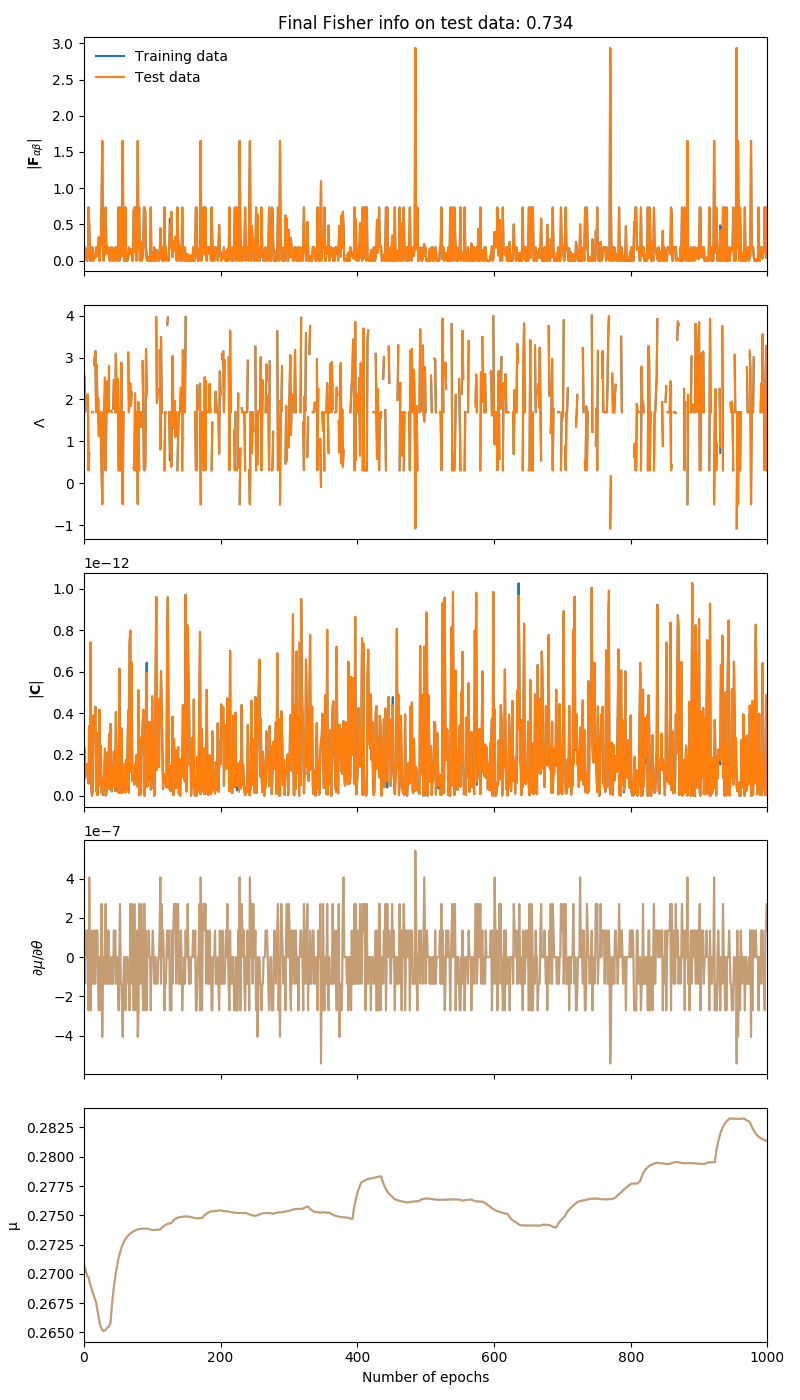 Final Fisher info on test data: 0.734
Training data
Test data
|F_{αβ}|
3.0
2.5
2.0
1.5
1.0
0.5
0.0
Λ
4
3
2
1
0
−1
1e−12
|C|
1.0
0.8
0.6
0.4
0.2
0.0
1e−7
∂μ/∂θ
4
2
0
−2
−4
μ
0.2825
0.2800
0.2775
0.2750
0.2725
0.2700
0.2675
0.2650
0 200 400 600 800 1000
Number of epochs